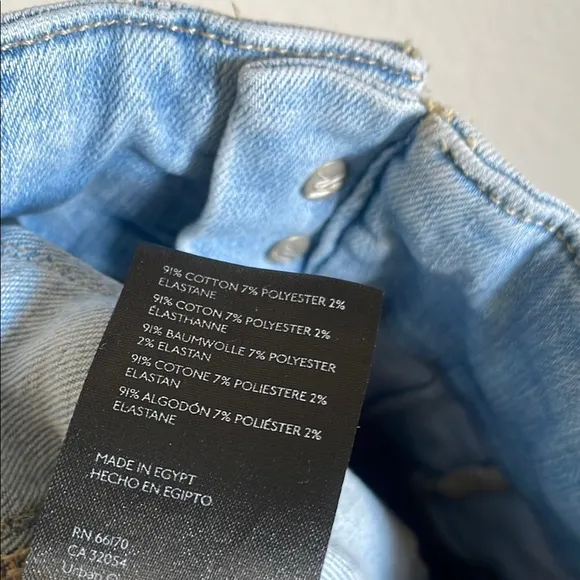 91% COTTON 7% POLYESTER 2%
ELASTANE
91% COTON 7% POLYESTER 2%
ÉLASTHANNE
91% BAUMWOLLE 7% POLYESTER
2% ELASTAN
91% COTONE 7% POLIESTERE 2%
ELASTAN
91% ALGODÓN 7% POLIÉSTER 2%
ELASTANE
MADE IN EGYPT
HECHO EN EGIPTO
RN 66170
CA 32054
Urban